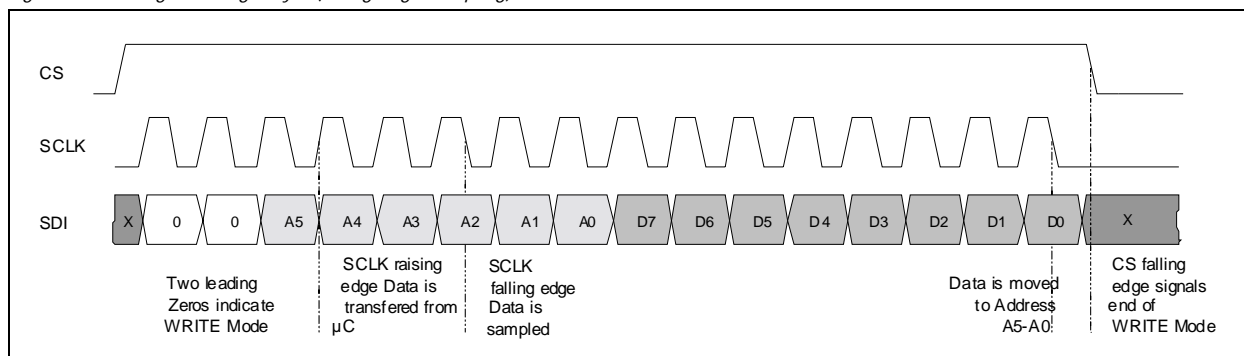 CS
SCLK
SDI
X 0 0 A5 A4 A3 A2 A1 A0 D7 D6 D5 D4 D3 D2 D1 D0 X
Two leading
Zeros indicate
WRITE Mode
SCLK raising
edge Data is
transfered from
µC
SCLK
falling edge
Data is
sampled
Data is moved
to Address
A5-A0
CS falling
edge signals
end of
WRITE Mode